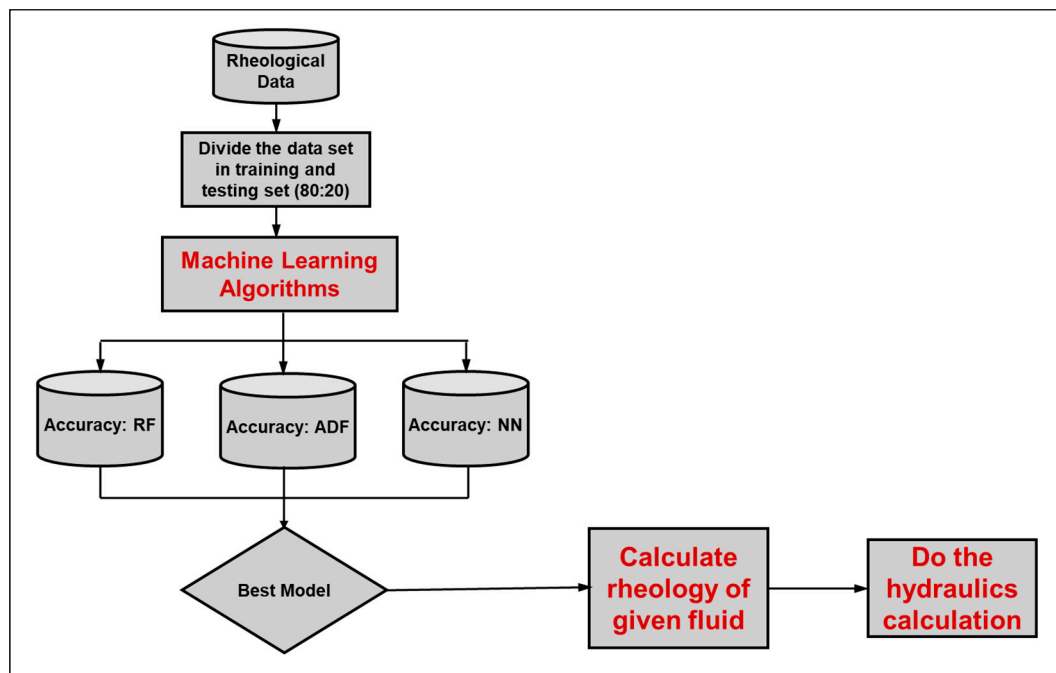 Rheological
Data
Divide the data set
in training and
testing set (80:20)
Machine Learning
Algorithms
Accuracy: RF
Accuracy: ADF
Accuracy: NN
Best Model
Calculate
rheology of
given fluid
Do the
hydraulics
calculation